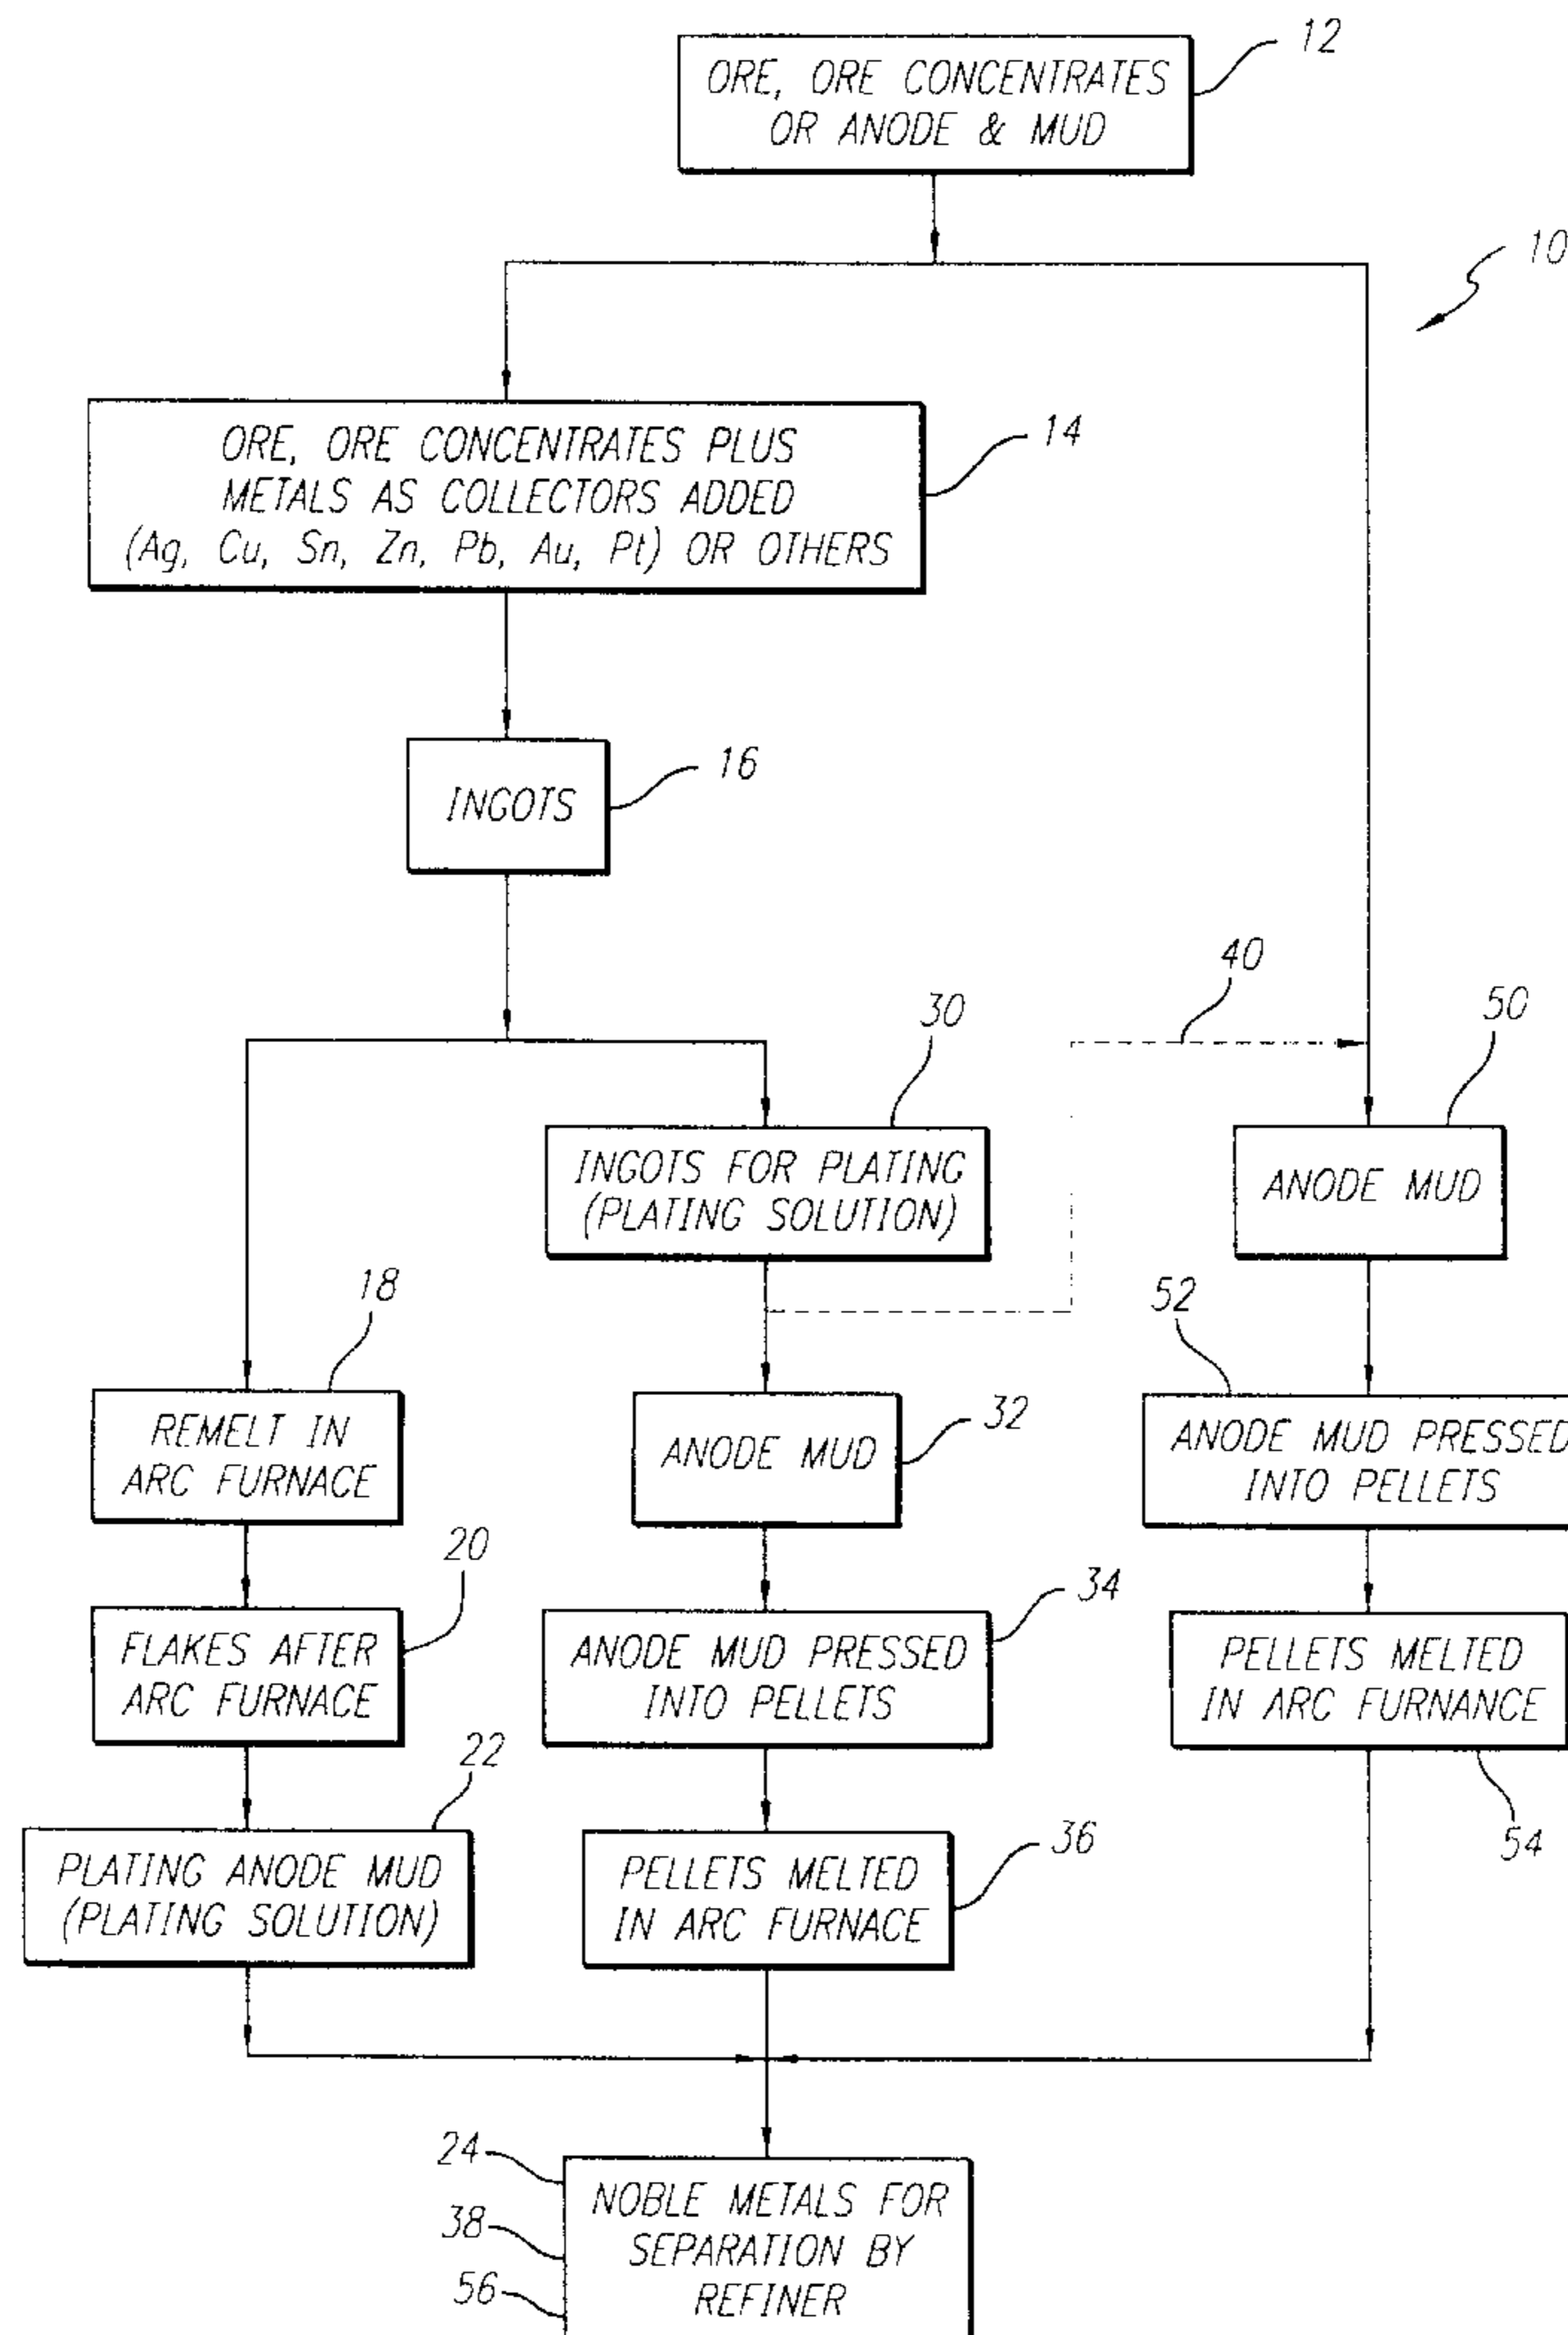 12
ORE, ORE CONCENTRATES
OR ANODE & MUD
10
ORE, ORE CONCENTRATES PLUS
METALS AS COLLECTORS ADDED
(Ag, Cu, Sn, Zn, Pb, Au, Pt) OR OTHERS
14
INGOTS
16
40
30
50
INGOTS FOR PLATING
(PLATING SOLUTION)
ANODE MUD
18
52
REMELT IN
ARC FURNACE
ANODE MUD
32
ANODE MUD PRESSED
INTO PELLETS
20
FLAKES AFTER
ARC FURNACE
ANODE MUD PRESSED
INTO PELLETS
34
PELLETS MELTED
IN ARC FURNANCE
22
PLATING ANODE MUD
(PLATING SOLUTION)
PELLETS MELTED
IN ARC FURNACE
36
54
24
38
56
NOBLE METALS FOR
SEPARATION BY
REFINER